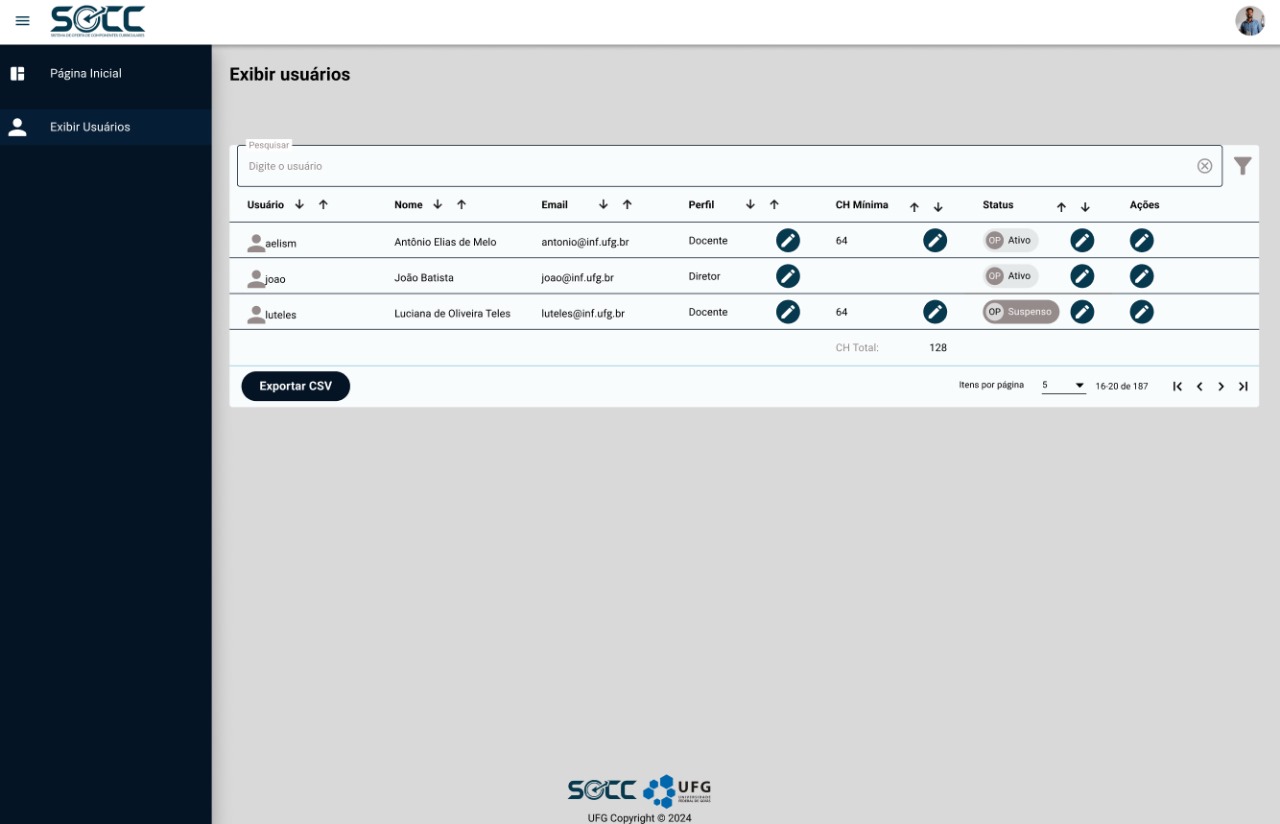 SOCC
SISTEMA DE OFERTA DE COMPONENTES CURRICULARES
Página Inicial
Exibir Usuários
Exibir usuários
Pesquisar
Digite o usuário
Usuário Nome Email Perfil CH Mínima Status Ações
aelism Antônio Elias de Melo antonio@inf.ufg.br Docente 64 OP Ativo
joao João Batista joao@inf.ufg.br Diretor OP Ativo
luteles Luciana de Oliveira Teles luteles@inf.ufg.br Docente 64 OP Suspenso
CH Total: 128
Exportar CSV Itens por página 5 16-20 de 187
SOCC UFG
UNIVERSIDADE
FEDERAL DE GOIÁS
UFG Copyright © 2024